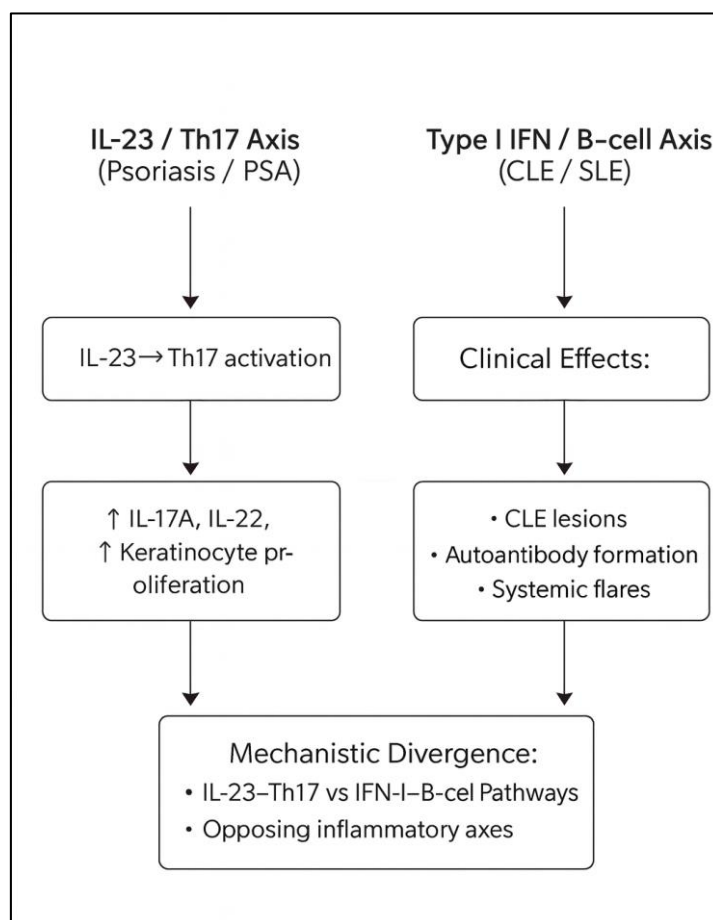 IL-23 / Th17 Axis
(Psoriasis / PSA)
Type I IFN / B-cell Axis
(CLE / SLE)
IL-23→Th17 activation
Clinical Effects:
↑ IL-17A, IL-22,
↑ Keratinocyte pr-
oliferation
• CLE lesions
• Autoantibody formation
• Systemic flares
Mechanistic Divergence:
• IL-23–Th17 vs IFN-I–B-cel Pathways
• Opposing inflammatory axes